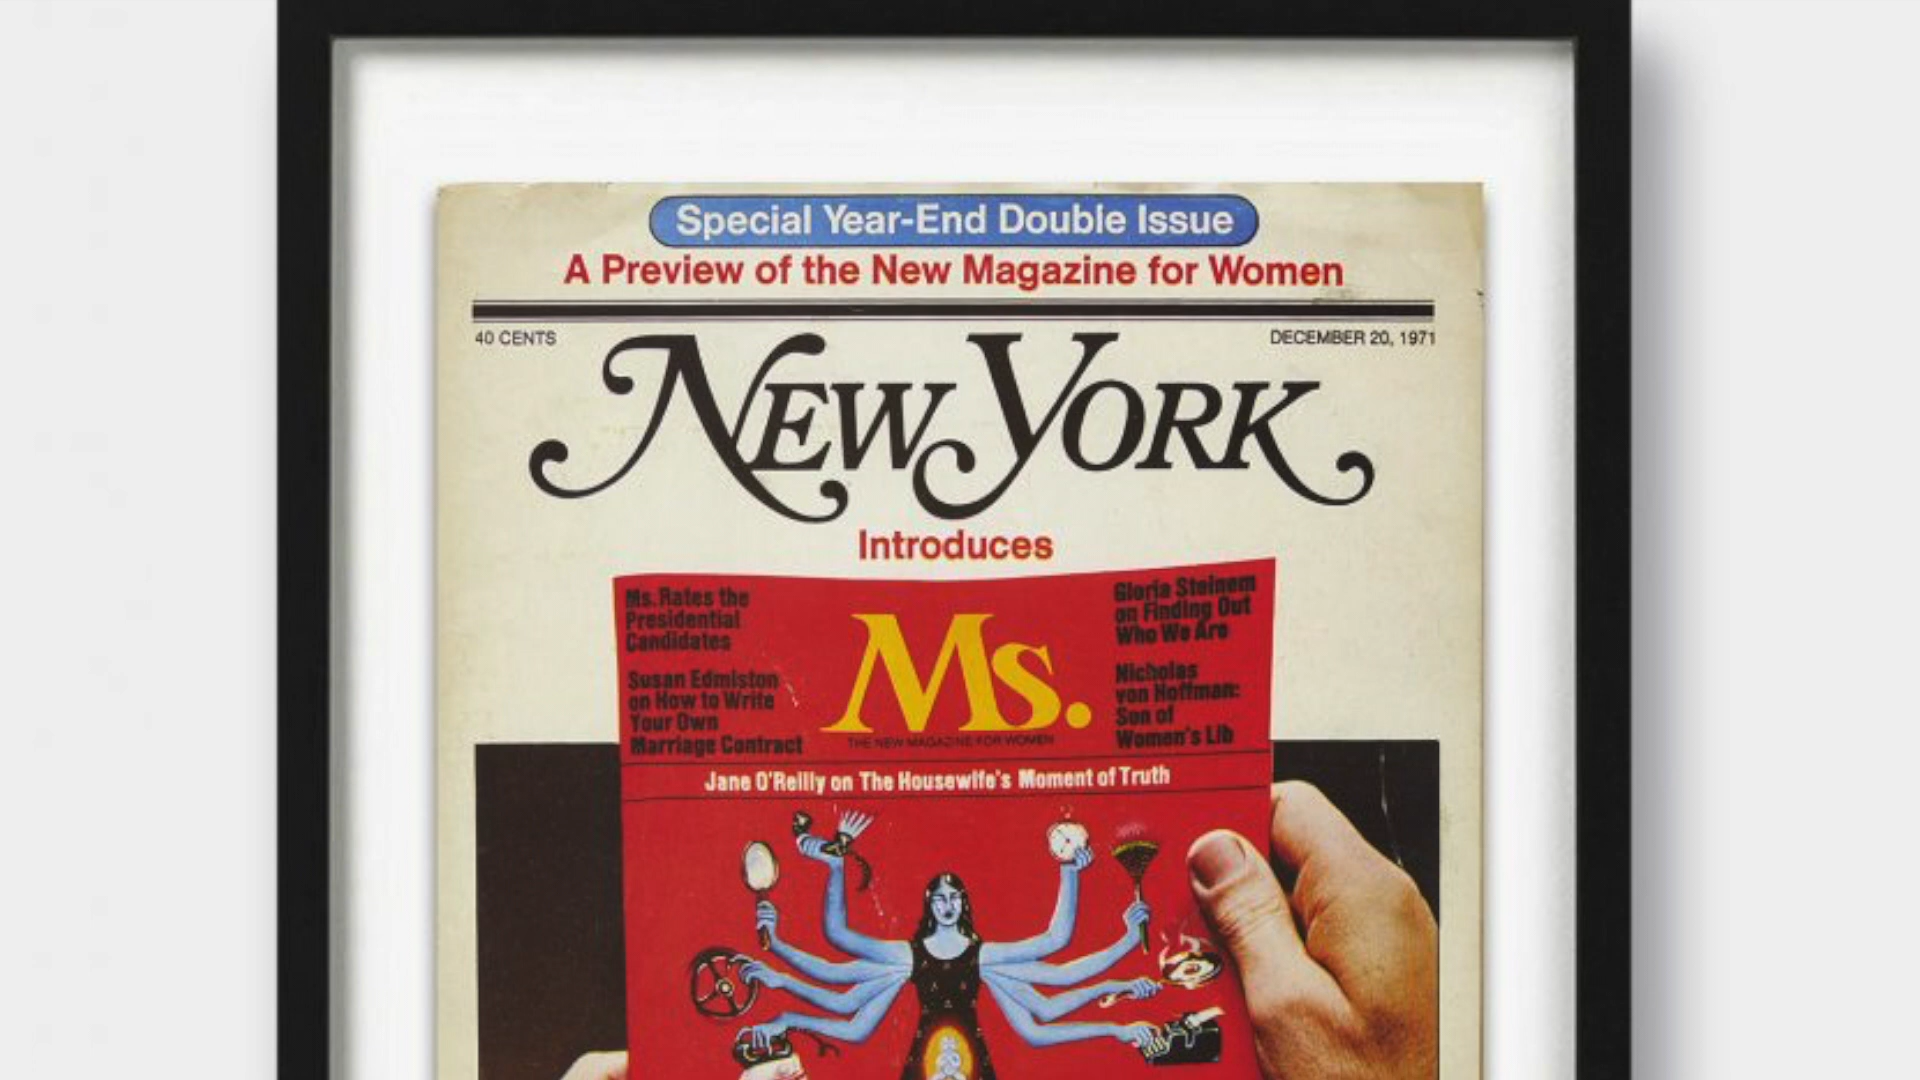 Special Year-End Double Issue
A Preview of the New Magazine for Women
40 CENTS
DECEMBER 20, 1971
NEW YORK
Introduces
Ms. Rates the
Presidential
Candidates
Susan Edmiston
on How to Write
Your Own
Marriage Contract
Ms.
THE NEW MAGAZINE FOR WOMEN
Gloria Steinem
on Finding Out
Who We Are
Nicholas
von Hoffman:
Son of
Women's Lib
Jane O'Reilly on The Housewife's Moment of Truth